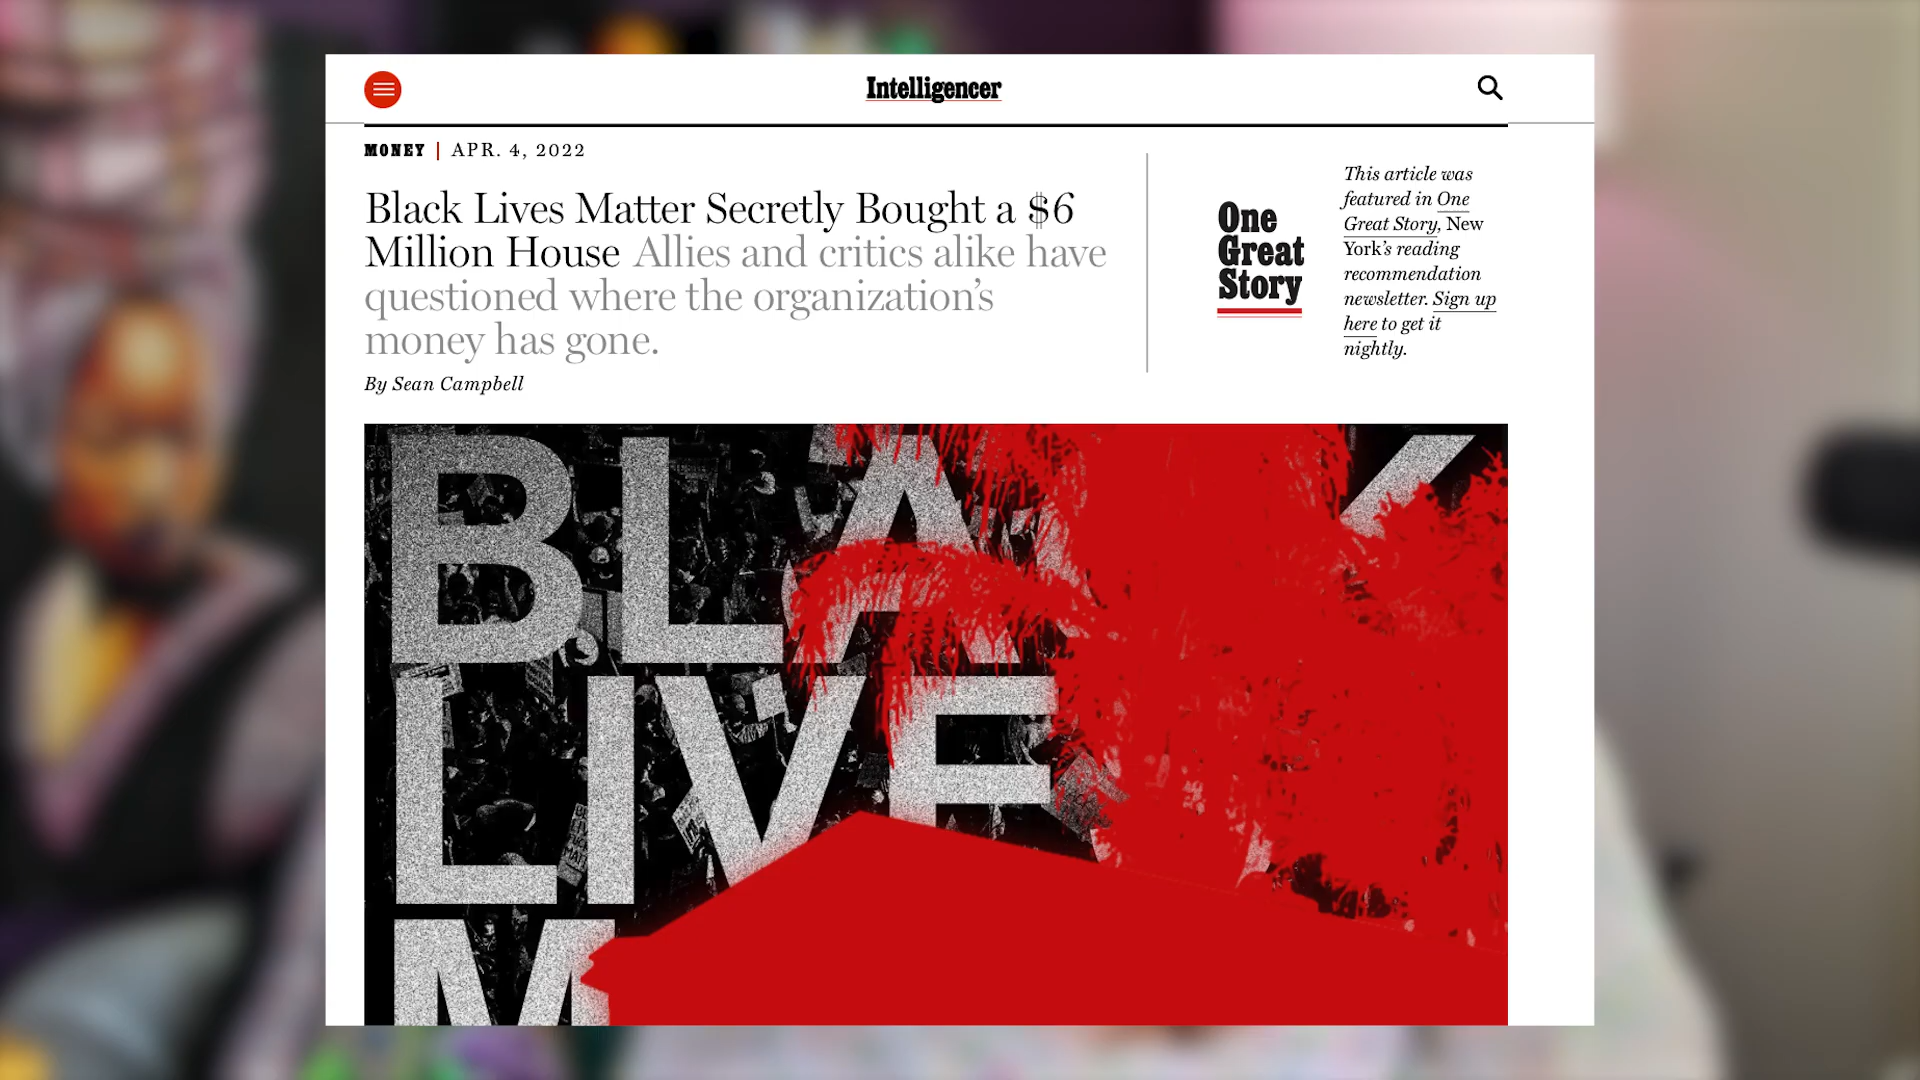 Intelligencer
MONEY | APR. 4, 2022
Black Lives Matter Secretly Bought a $6
Million House Allies and critics alike have
questioned where the organization's
money has gone.
By Sean Campbell
One
Great
Story
This article was
featured in One
Great Story, New
York's reading
recommendation
newsletter. Sign up
here to get it
nightly.
BLA
LIVE
M